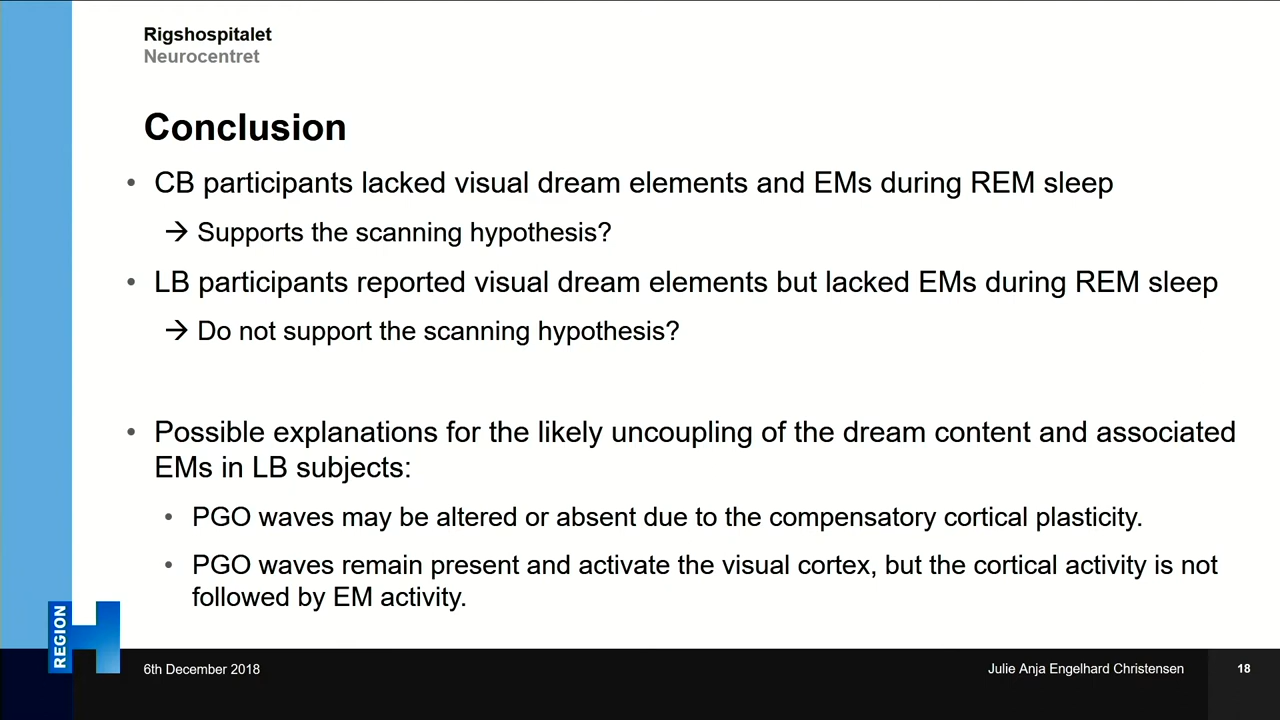 Rigshospitalet
Neurocentret
Conclusion
• CB participants lacked visual dream elements and EMs during REM sleep
→ Supports the scanning hypothesis?
• LB participants reported visual dream elements but lacked EMs during REM sleep
→ Do not support the scanning hypothesis?
• Possible explanations for the likely uncoupling of the dream content and associated
EMs in LB subjects:
• PGO waves may be altered or absent due to the compensatory cortical plasticity.
• PGO waves remain present and activate the visual cortex, but the cortical activity is not
followed by EM activity.
REGION H
6th December 2018
Julie Anja Engelhard Christensen
18